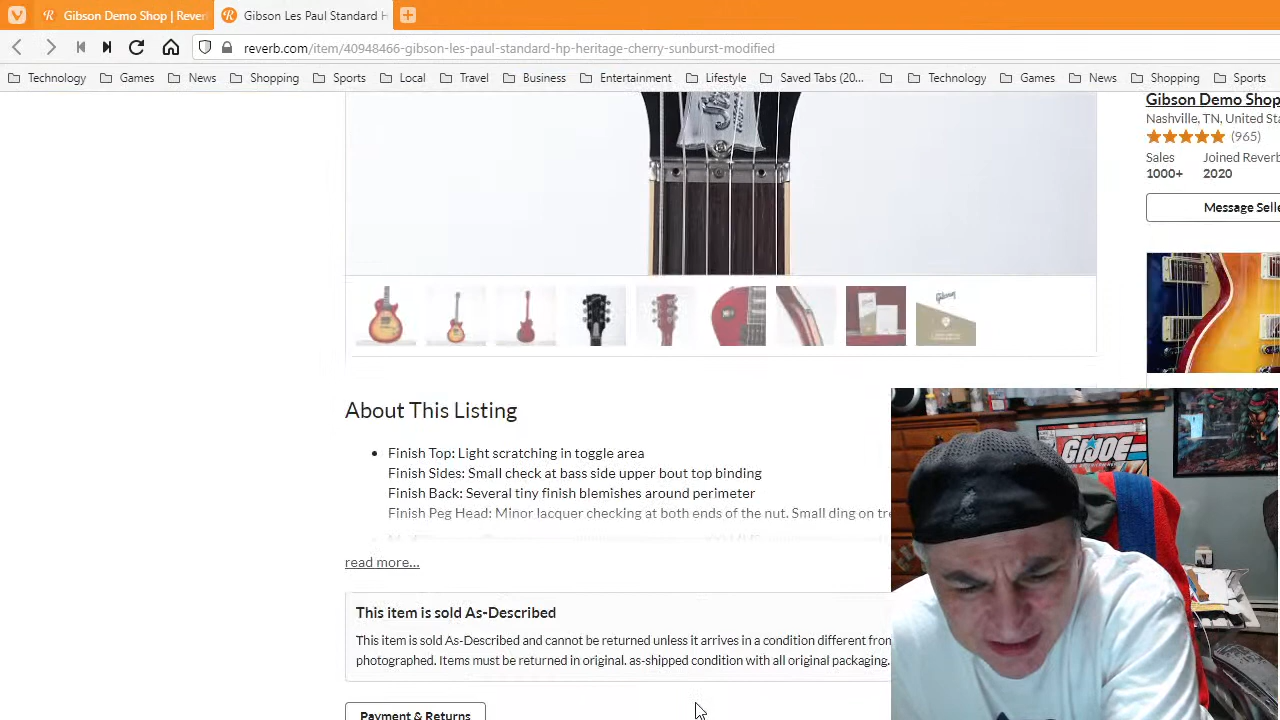 Gibson Demo Shop | Rever
Gibson Les Paul Standard H
reverb.com/item/40948466-gibson-les-paul-standard-hp-heritage-cherry-sunburst-modified
Technology Games News Shopping Sports Local Travel Business Entertainment Lifestyle Saved Tabs (20... Technology Games News Shopping Sports
Gibson Demo Shop
Nashville, TN, United Sta
(965)
Sales Joined Reverb
1000+ 2020
Message Selle
About This Listing
Finish Top: Light scratching in toggle area
Finish Sides: Small check at bass side upper bout top binding
Finish Back: Several tiny finish blemishes around perimeter
Finish Peg Head: Minor lacquer checking at both ends of the nut. Small ding on tre
read more...
This item is sold As-Described
This item is sold As-Described and cannot be returned unless it arrives in a condition different from
photographed. Items must be returned in original, as-shipped condition with all original packaging.
Payment & Returns
G.I.JOE